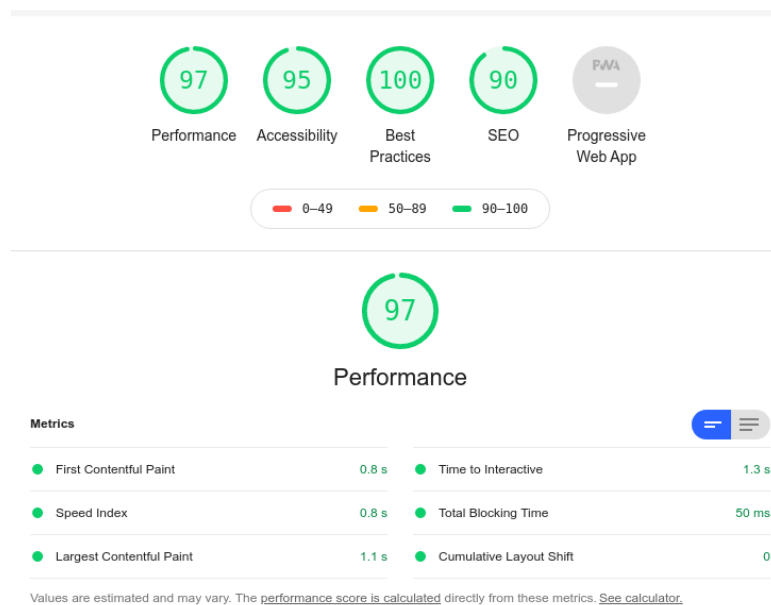 97 95 100 90 PWA
Performance Accessibility Best Practices SEO Progressive Web App
0–49 50–89 90–100
97
Performance
Metrics
First Contentful Paint 0.8 s
Time to Interactive 1.3 s
Speed Index 0.8 s
Total Blocking Time 50 ms
Largest Contentful Paint 1.1 s
Cumulative Layout Shift 0
Values are estimated and may vary. The performance score is calculated directly from these metrics. See calculator.